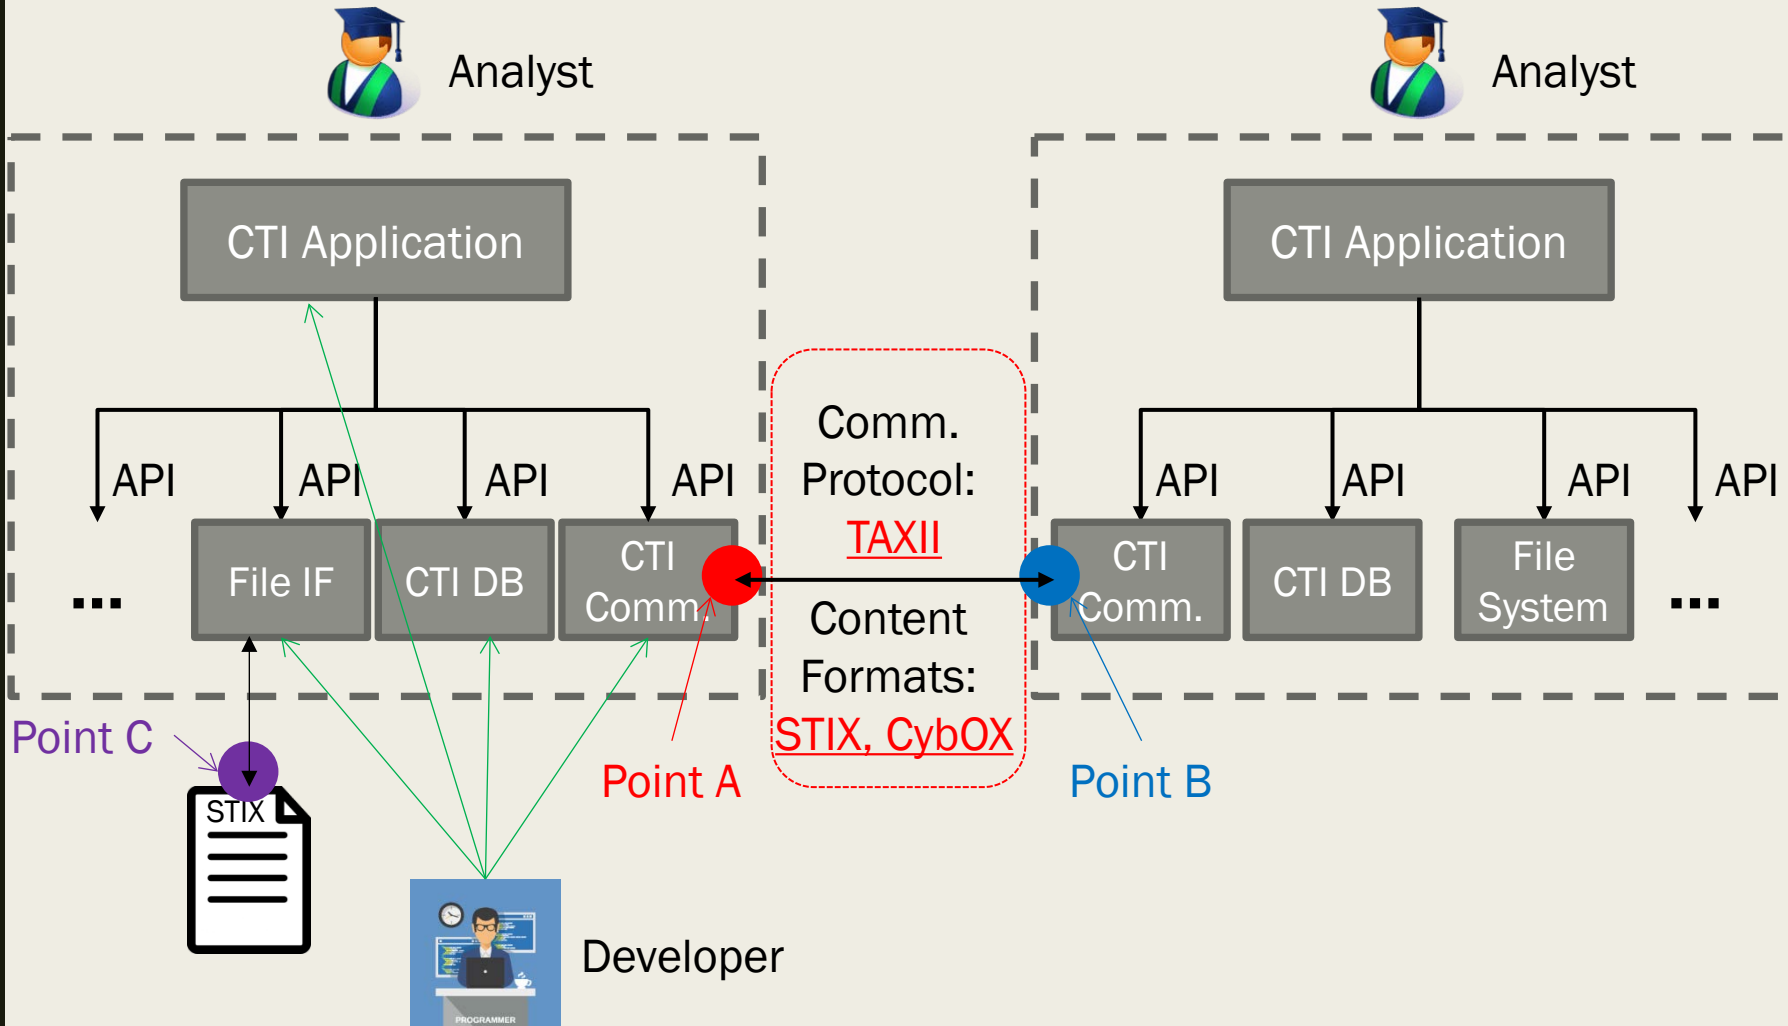 Analyst
Analyst
CTI Application
CTI Application
API
API
API
API
API
API
API
API
Comm.
Protocol:
TAXII
...
File IF
CTI DB
CTI
Comm.
CTI
Comm.
CTI DB
File
System
...
Content
Formats:
STIX, CybOX
Point C
Point A
Point B
STIX
Developer
PROGRAMMER